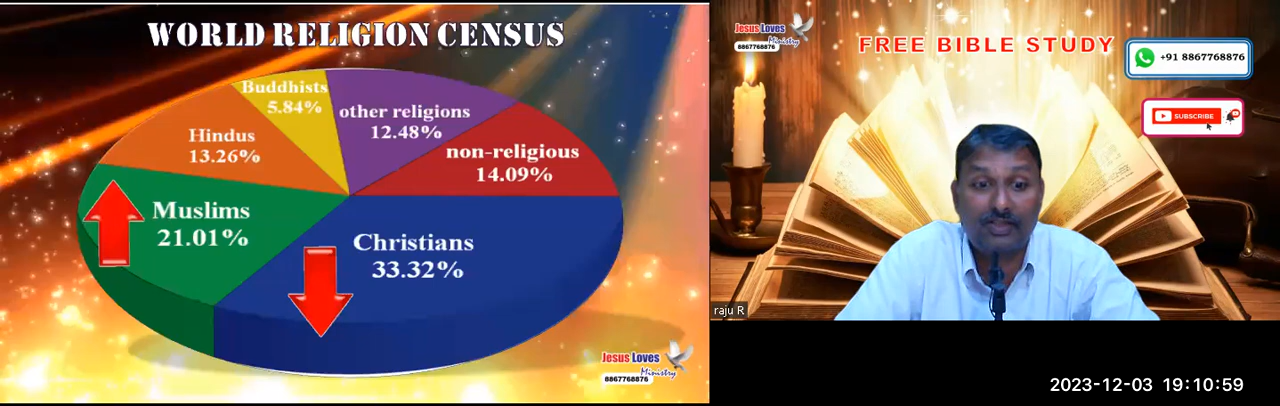 WORLD RELIGION CENSUS
Buddhists
5.84%
other religions
12.48%
Hindus
13.26%
non-religious
14.09%
Muslims
21.01%
Christians
33.32%
Jesus Loves
Ministry
8867768876
Jesus Loves
Ministry
8867768876
FREE BIBLE STUDY
+91 8867768876
SUBSCRIBE
raju R
2023-12-03 19:10:59